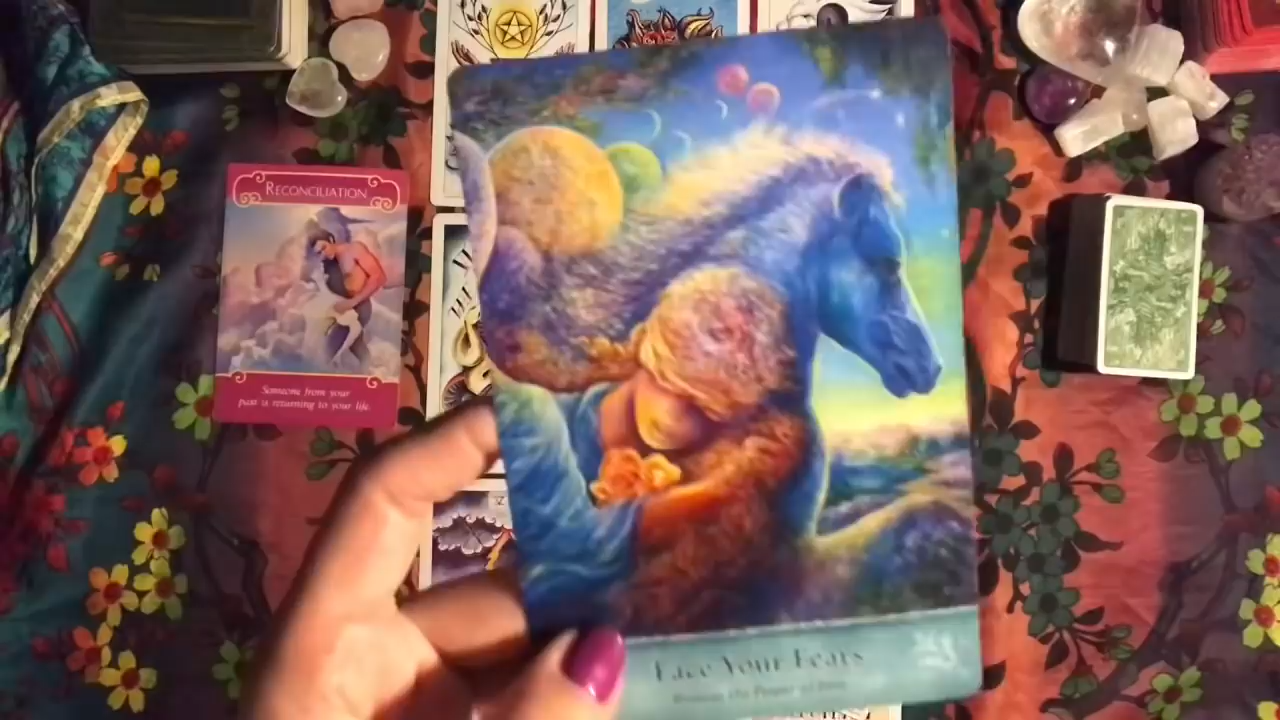 RECONCILIATION
Someone from your
past is returning to your life.
Face Your Fears